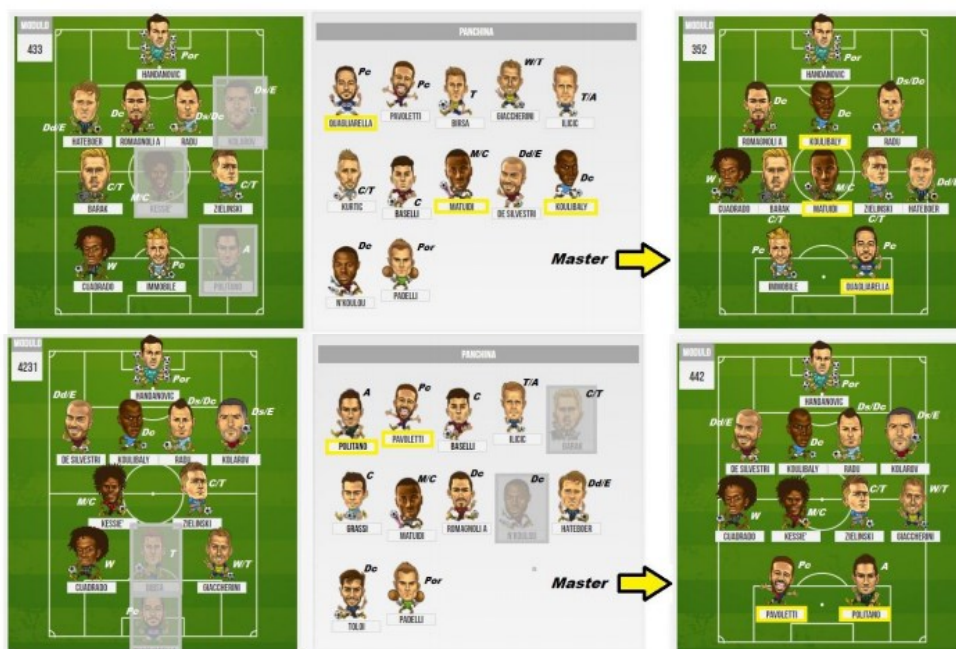 MODULO
433
Por
HANDANOVIC
Dd/E
HATEBOER
Dc
ROMAGNOLI A
Ds/Dc
RADU
Ds/E
KOLAROV
C/T
BARAK
M/C
KESSIE'
C/T
ZIELINSKI
W
CUADRADO
Pc
IMMOBILE
A
POLITANO
PANCHINA
Pc
QUAGLIARELLA
Pc
PAVOLETTI
T
BIRSA
W/T
GIACCHERINI
T/A
ILICIC
C/T
KURTIC
C
BASELLI
M/C
MATUIDI
Dd/E
DE SILVESTRI
Dc
KOULIBALY
Dc
N'KOULOU
Por
PADELLI
Master
MODULO
352
Por
HANDANOVIC
Dc
ROMAGNOLI A
Dc
KOULIBALY
Ds/Dc
RADU
W
CUADRADO
C/T
BARAK
M/C
MATUIDI
C/T
ZIELINSKI
Dd/E
HATEBOER
Pc
IMMOBILE
Pc
QUAGLIARELLA
MODULO
4231
Por
HANDANOVIC
Dd/E
DE SILVESTRI
Dc
KOULIBALY
Ds/Dc
RADU
Ds/E
KOLAROV
M/C
KESSIE'
C/T
ZIELINSKI
W
CUADRADO
T
W/T
GIACCHERINI
Pc
PANCHINA
A
POLITANO
Pc
PAVOLETTI
C
BASELLI
T/A
ILICIC
C/T
BARAK
C
GRASSI
M/C
MATUIDI
Dc
ROMAGNOLI A
Dc
N'KOULOU
Dd/E
HATEBOER
Dc
TOLOI
Por
PADELLI
Master
MODULO
442
Por
HANDANOVIC
Dd/E
DE SILVESTRI
Dc
KOULIBALY
Ds/Dc
RADU
Ds/E
KOLAROV
W
CUADRADO
M/C
KESSIE'
C/T
ZIELINSKI
W/T
GIACCHERINI
Pc
PAVOLETTI
A
POLITANO